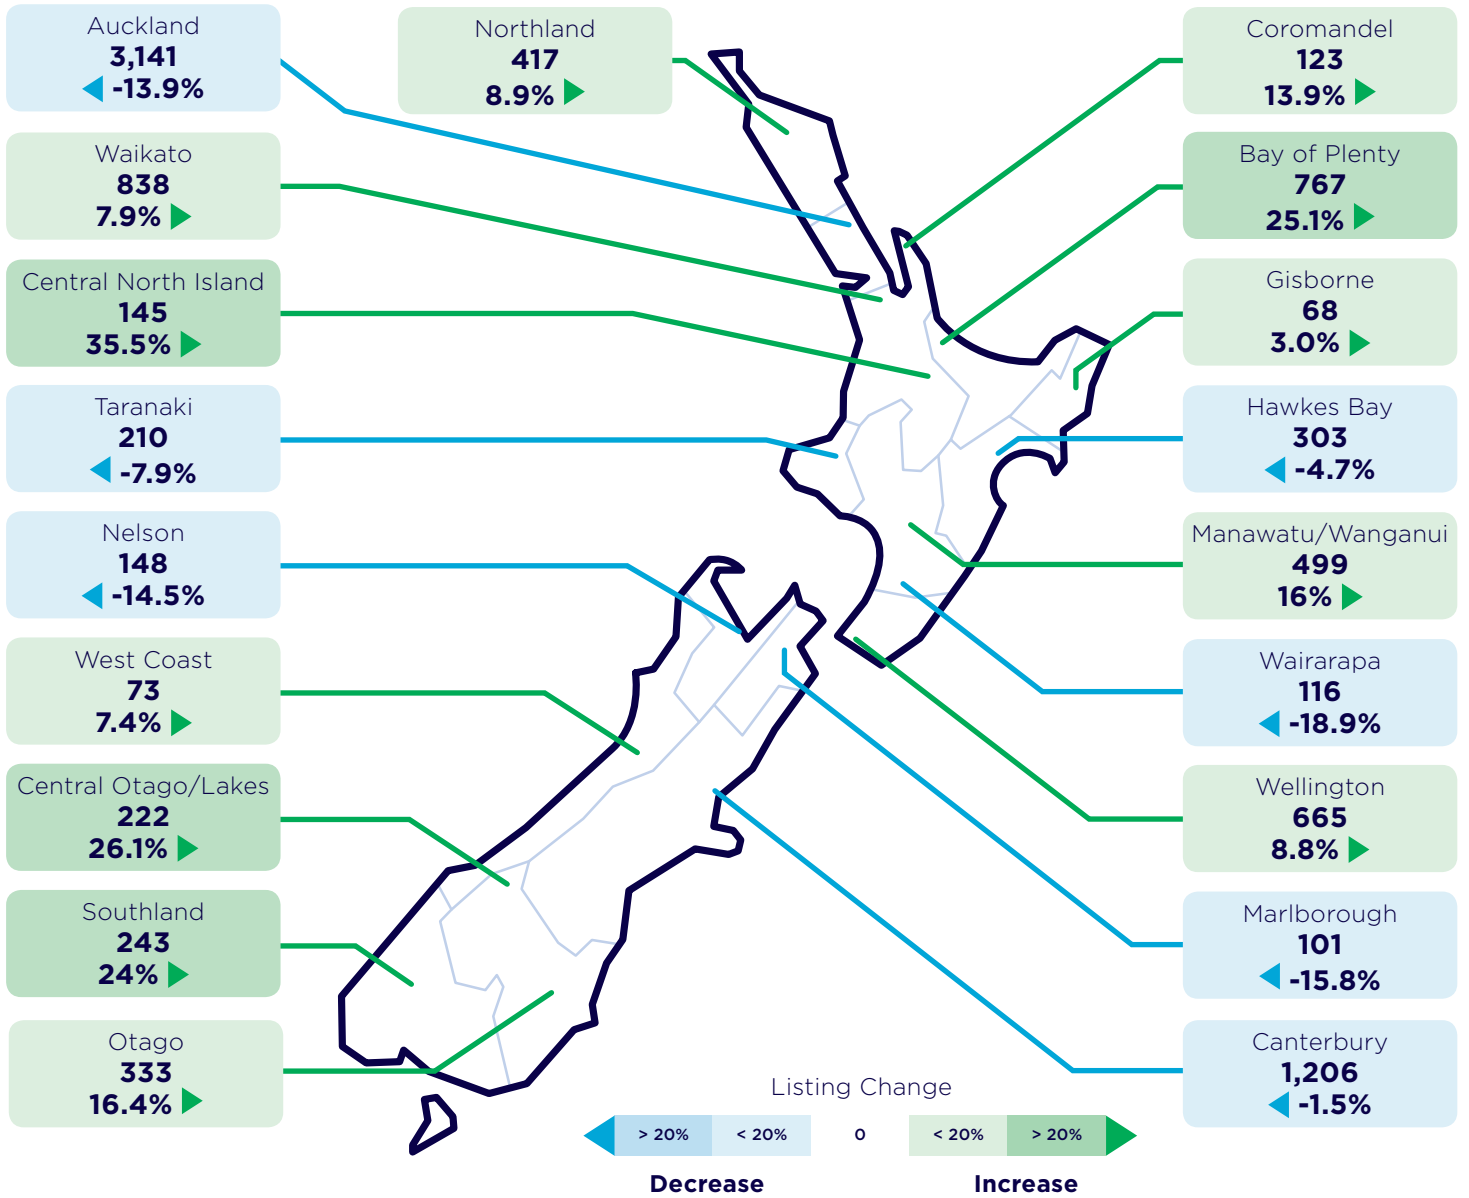 Auckland
3,141
-13.9%
Northland
417
8.9%
Coromandel
123
13.9%
Waikato
838
7.9%
Bay of Plenty
767
25.1%
Central North Island
145
35.5%
Gisborne
68
3.0%
Taranaki
210
-7.9%
Hawkes Bay
303
-4.7%
Nelson
148
-14.5%
Manawatu/Wanganui
499
16%
West Coast
73
7.4%
Wairarapa
116
-18.9%
Central Otago/Lakes
222
26.1%
Wellington
665
8.8%
Southland
243
24%
Marlborough
101
-15.8%
Otago
333
16.4%
Canterbury
1,206
-1.5%
Listing Change
> 20% < 20% 0 < 20% > 20%
Decrease Increase